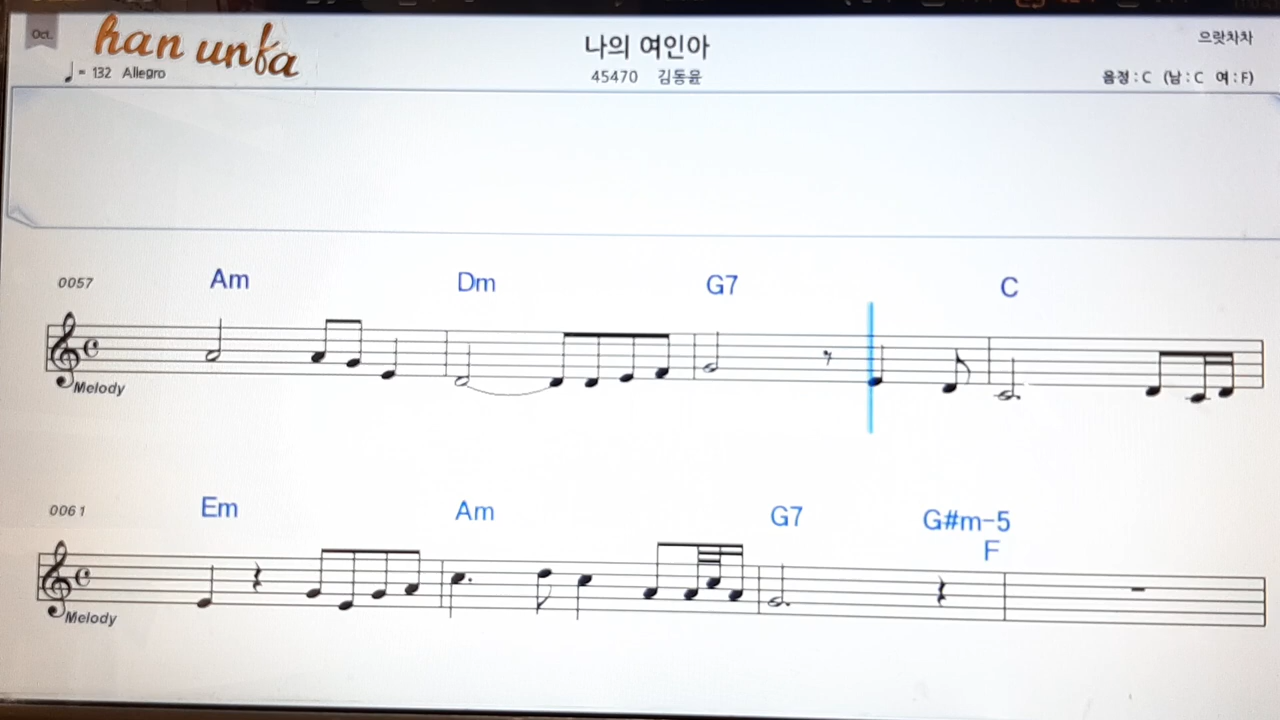 Oct.
han unfa
나의 여인아
으랏차차
♩= 132 Allegro
45470 김동윤
음정 : C (남 : C 여 : F)
0057 Am Dm G7 C
Melody
0061 Em Am G7 G#m-5
F
Melody